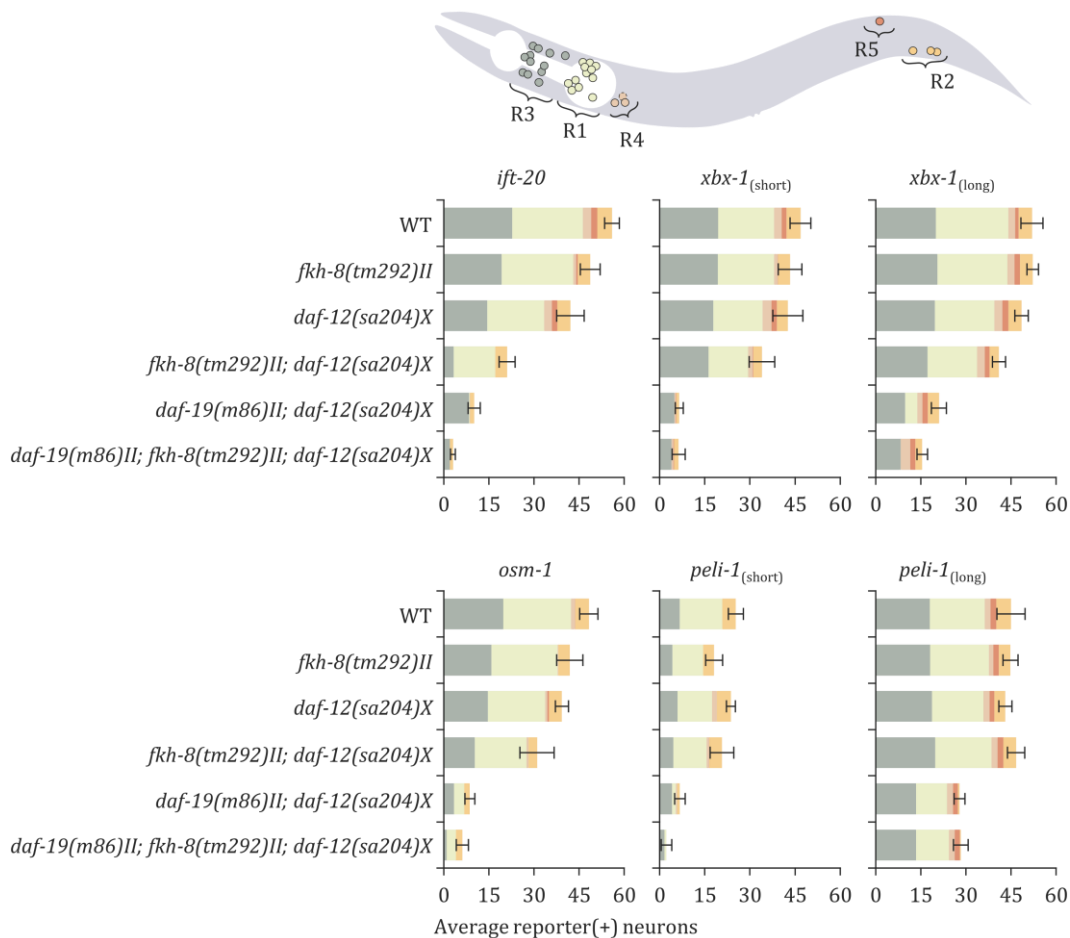 R5
R2
R3
R1
R4
ift-20
xbx-1(short)
xbx-1(long)
WT
fkh-8(tm292)II
daf-12(sa204)X
fkh-8(tm292)II; daf-12(sa204)X
daf-19(m86)II; daf-12(sa204)X
daf-19(m86)II; fkh-8(tm292)II; daf-12(sa204)X
0 15 30 45 60 0 15 30 45 60 0 15 30 45 60
osm-1
peli-1(short)
peli-1(long)
WT
fkh-8(tm292)II
daf-12(sa204)X
fkh-8(tm292)II; daf-12(sa204)X
daf-19(m86)II; daf-12(sa204)X
daf-19(m86)II; fkh-8(tm292)II; daf-12(sa204)X
0 15 30 45 60 0 15 30 45 60 0 15 30 45 60
Average reporter(+) neurons